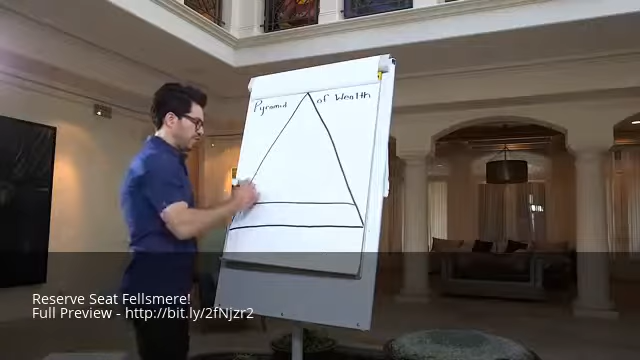 Pyramid of Wealth
Reserve Seat Fellsmere!
Full Preview - http://bit.ly/2fNjzr2